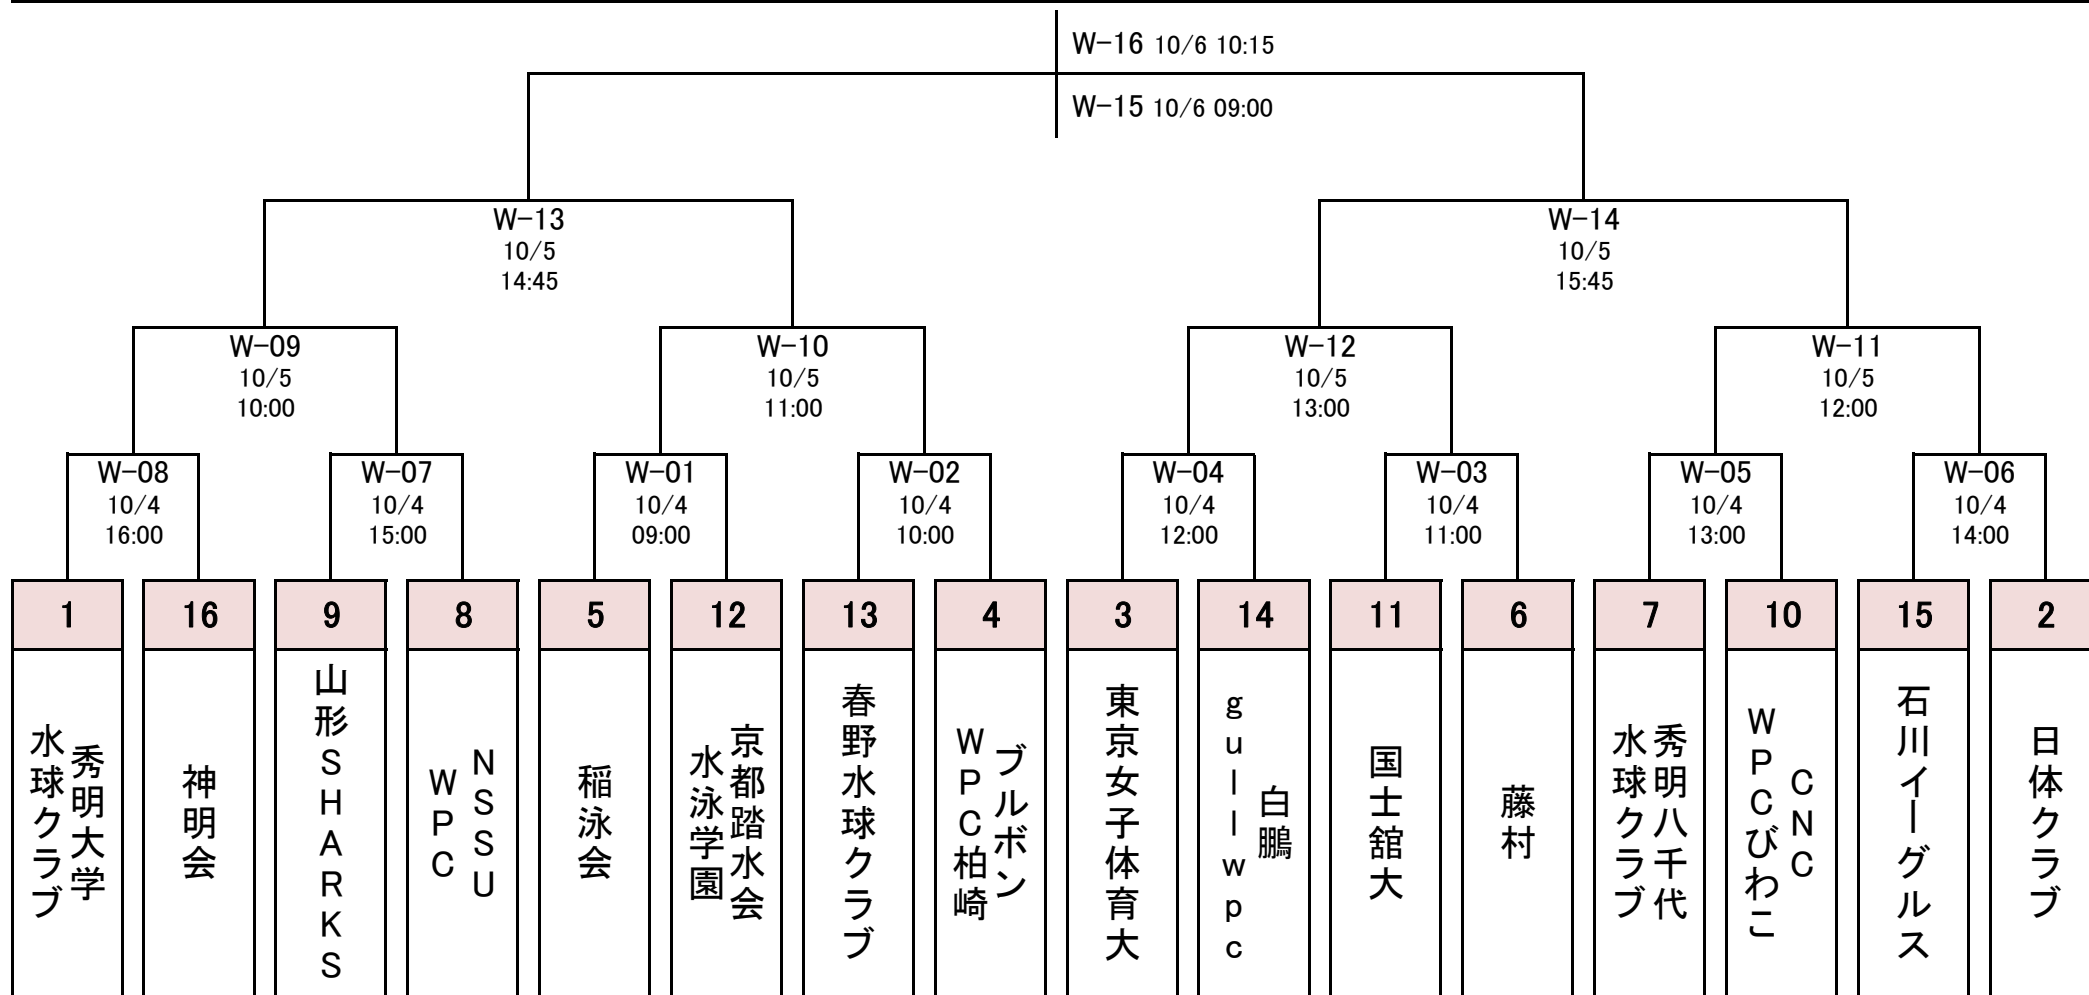 W-16 10/6 10:15
W-15 10/6 09:00
W-13
10/5
14:45
W-14
10/5
15:45
W-09
10/5
10:00
W-10
10/5
11:00
W-12
10/5
13:00
W-11
10/5
12:00
W-08
10/4
16:00
W-07
10/4
15:00
W-01
10/4
09:00
W-02
10/4
10:00
W-04
10/4
12:00
W-03
10/4
11:00
W-05
10/4
13:00
W-06
10/4
14:00
1
16
9
8
5
12
13
4
3
14
11
6
7
10
15
2
秀明大学
水球クラブ
神明会
山形SHARKS
NSSU
WPC
稲泳会
京都踏水会
水泳学園
春野水球クラブ
ブルボン
WPC柏崎
東京女子体育大
白鵬
gullwpc
国士舘大
藤村
秀明八千代
水球クラブ
CNC
WPCびわこ
石川イーグルス
日体クラブ